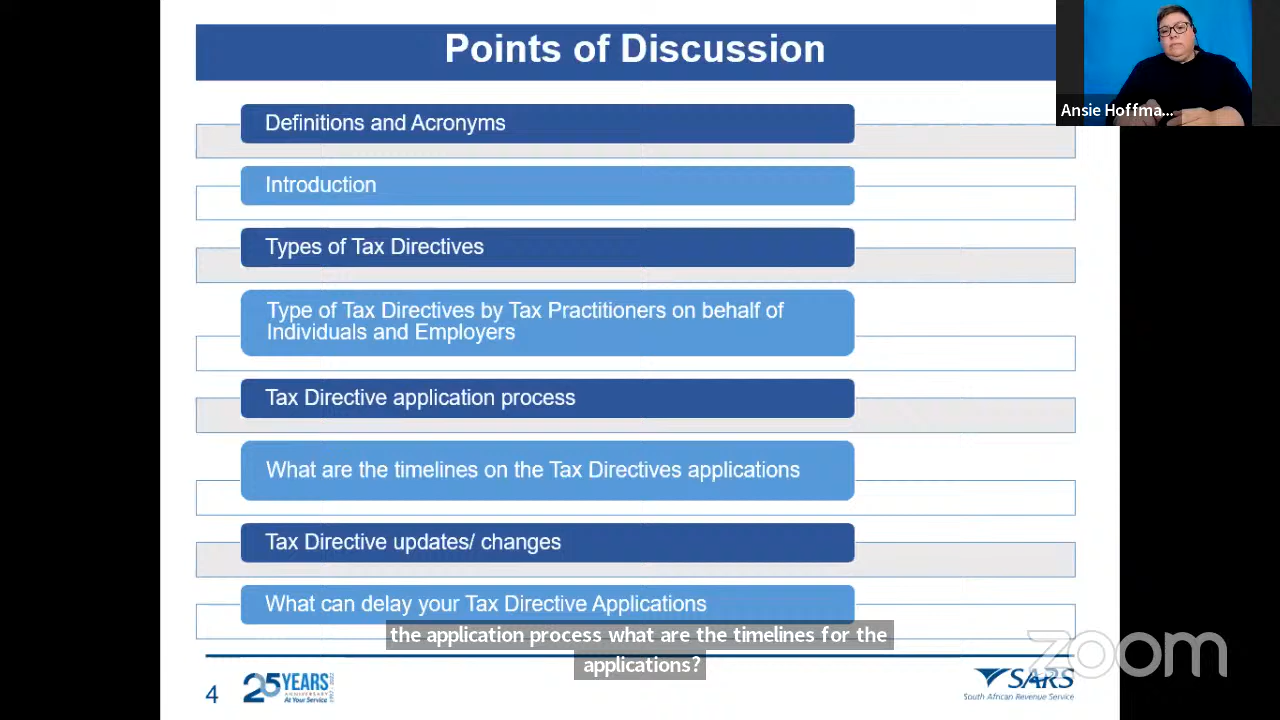 Points of Discussion
Ansie Hoffma...
Definitions and Acronyms
Introduction
Types of Tax Directives
Type of Tax Directives by Tax Practitioners on behalf of
Individuals and Employers
Tax Directive application process
What are the timelines on the Tax Directives applications
Tax Directive updates/ changes
What can delay your Tax Directive Applications
the application process what are the timelines for the
applications?
4
25 YEARS
ANNIVERSARY
At Your Service
SARS
South African Revenue Service
zoom